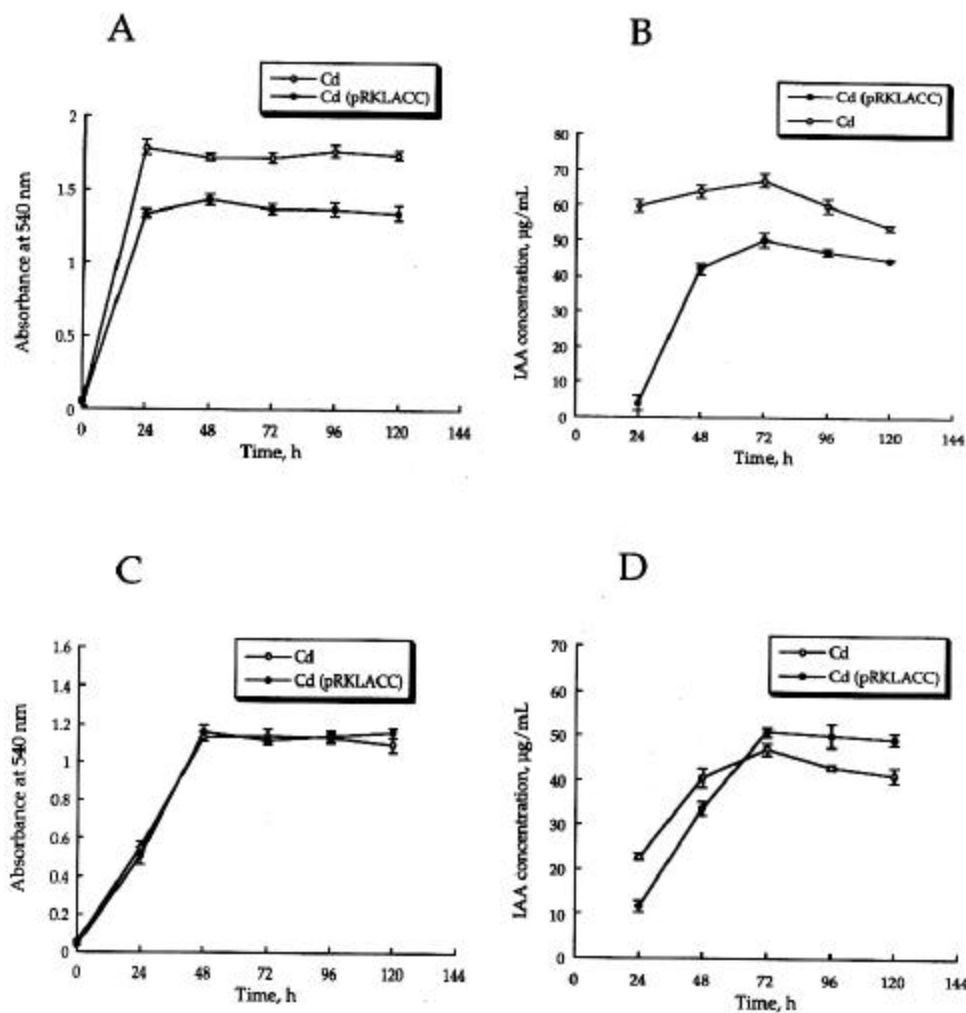 A
Cd
Cd (pRKLACC)
Absorbance at 540 nm
2
1.5
1
0.5
0
0 24 48 72 96 120 144
Time, h
B
Cd (pRKLACC)
Cd
IAA concentration, µg/mL
80
70
60
50
40
30
20
10
0
0 24 48 72 96 120 144
Time, h
C
Cd
Cd (pRKLACC)
Absorbance at 540 nm
1.6
1.4
1.2
1
0.8
0.6
0.4
0.2
0
0 24 48 72 96 120 144
Time, h
D
Cd
Cd (pRKLACC)
IAA concentration, µg/mL
70
60
50
40
30
20
10
0
0 24 48 72 96 120 144
Time, h